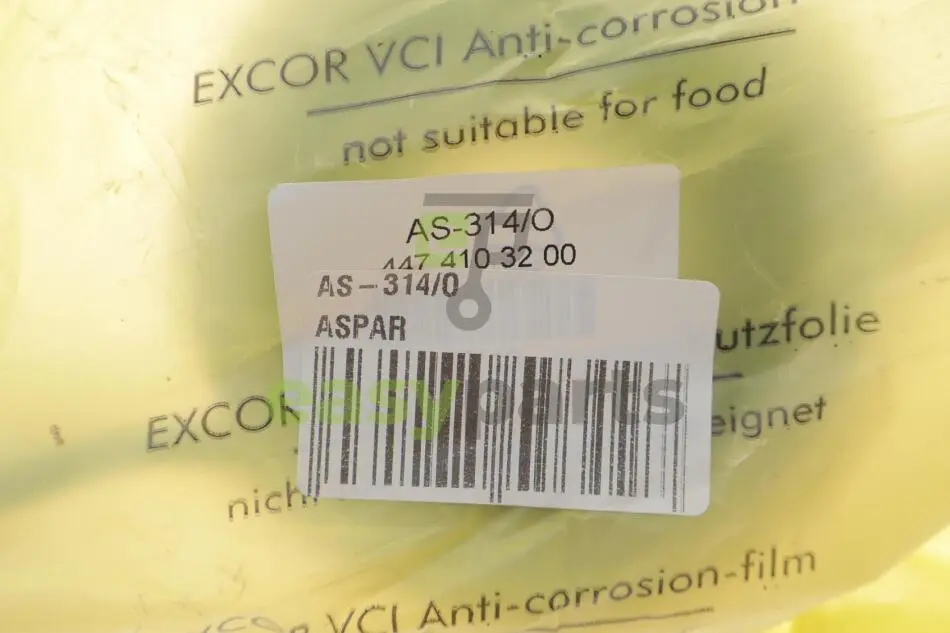 EXCOR VCI Anti-corrosion
not suitable for food
AS-314/O
447 410 32 00
AS-314/0
ASPAR
utzfolie
easyparts
EXCOR
eignet
nich
VCI Anti-corrosion-film